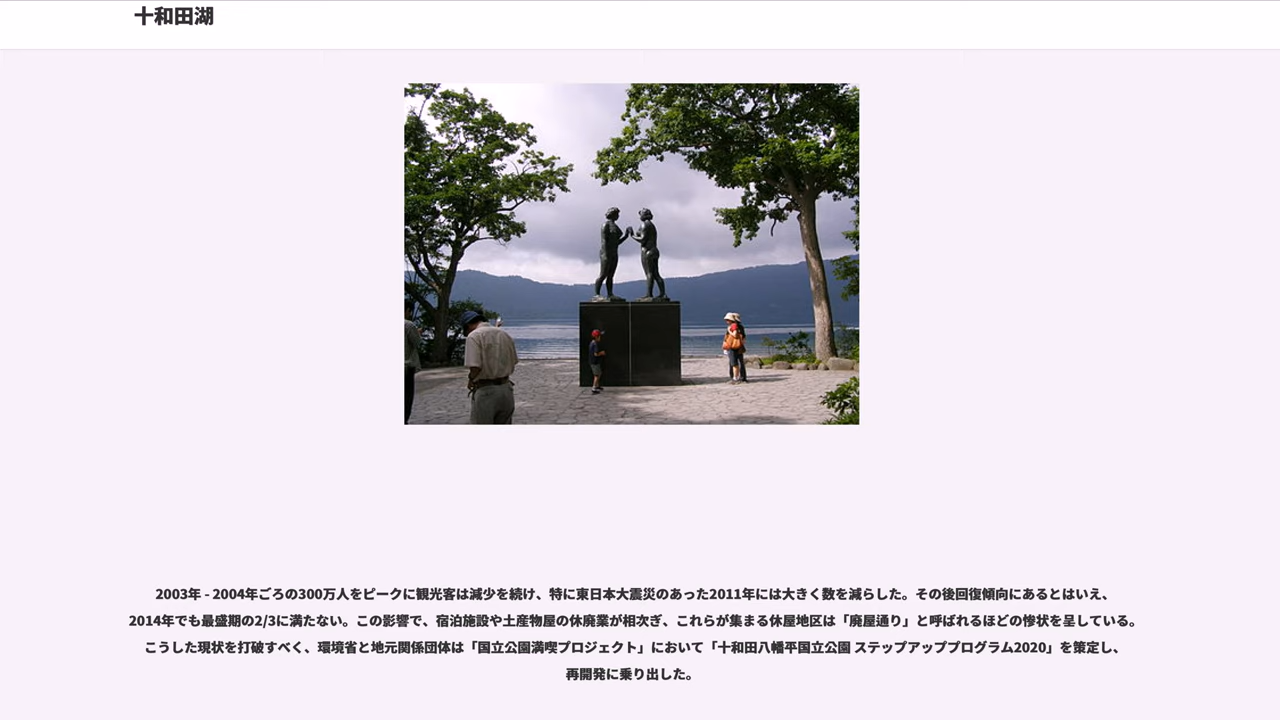 十和田湖
2003年 - 2004年ごろの300万人をピークに観光客は減少を続け、特に東日本大震災のあった2011年には大きく数を減らした。その後回復傾向にあるとはいえ、
2014年でも最盛期の2/3に満たない。この影響で、宿泊施設や土産物屋の休廃業が相次ぎ、これらが集まる休屋地区は「廃屋通り」と呼ばれるほどの惨状を呈している。
こうした現状を打破すべく、環境省と地元関係団体は「国立公園満喫プロジェクト」において「十和田八幡平国立公園 ステップアッププログラム2020」を策定し、
再開発に乗り出した。